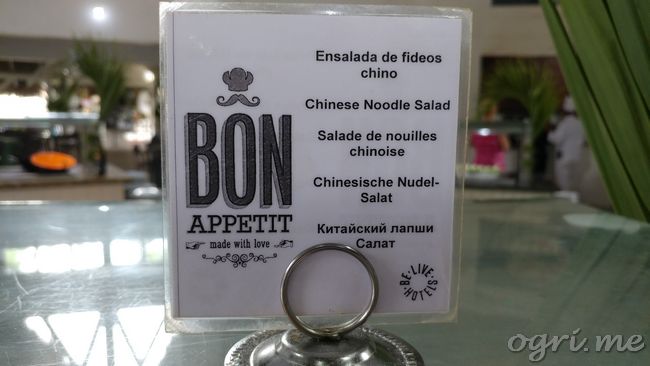 BON
APPETIT
made with love
Ensalada de fideos
chino
Chinese Noodle Salad
Salade de nouilles
chinoise
Chinesische Nudel-
Salat
Китайский лапши
Салат
BE·LIVE·HOTELS
ogri.me